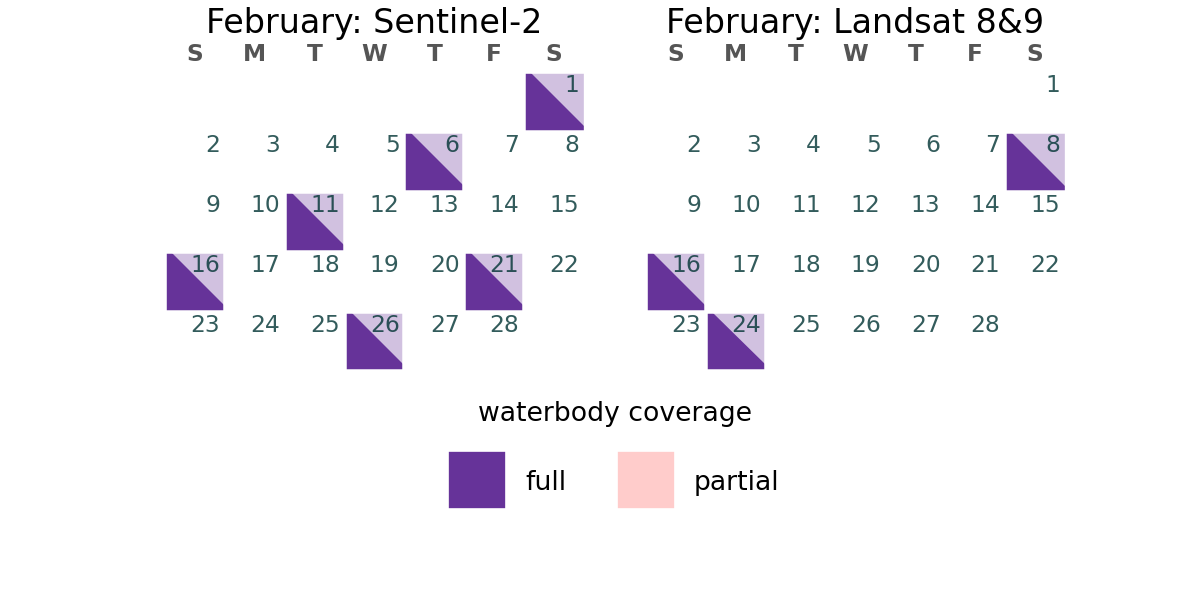 February: Sentinel-2
S M T W T F S
1
2 3 4 5 6 7 8
9 10 11 12 13 14 15
16 17 18 19 20 21 22
23 24 25 26 27 28
February: Landsat 8&9
S M T W T F S
1
2 3 4 5 6 7 8
9 10 11 12 13 14 15
16 17 18 19 20 21 22
23 24 25 26 27 28
waterbody coverage
full partial